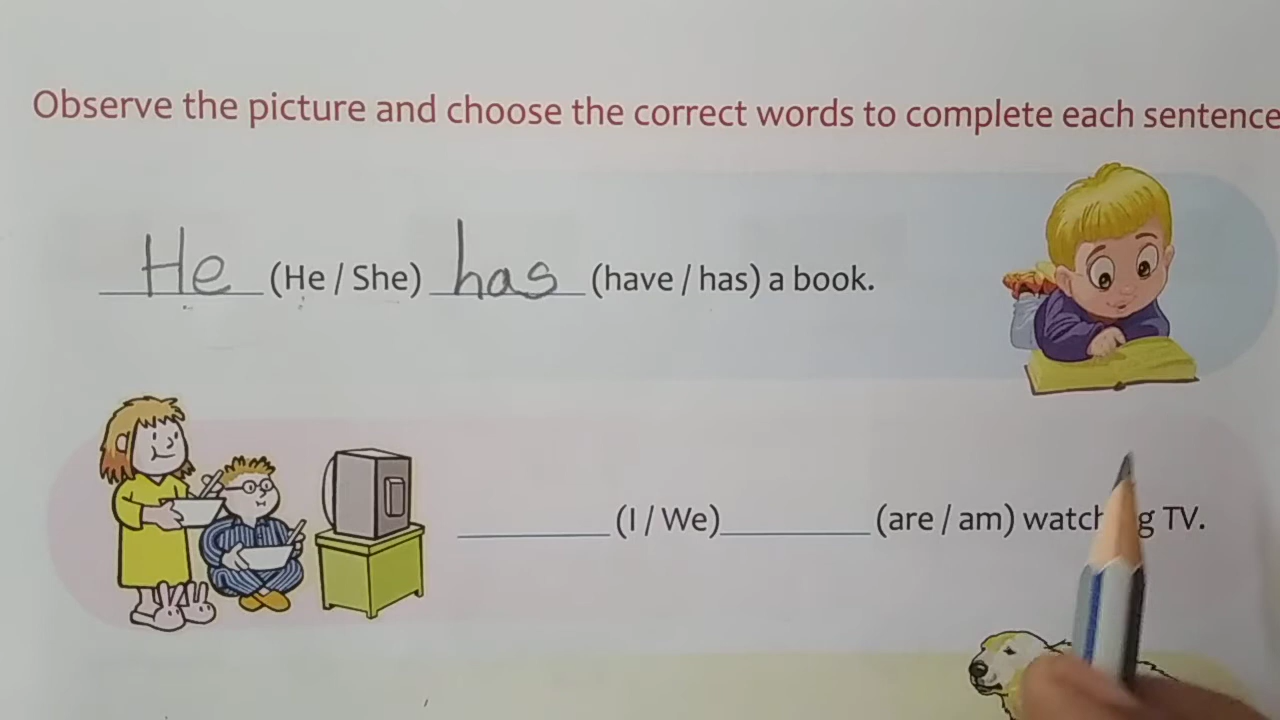 Observe the picture and choose the correct words to complete each sentence
He (He / She) has (have / has) a book.
(I / We) (are / am) watching TV.